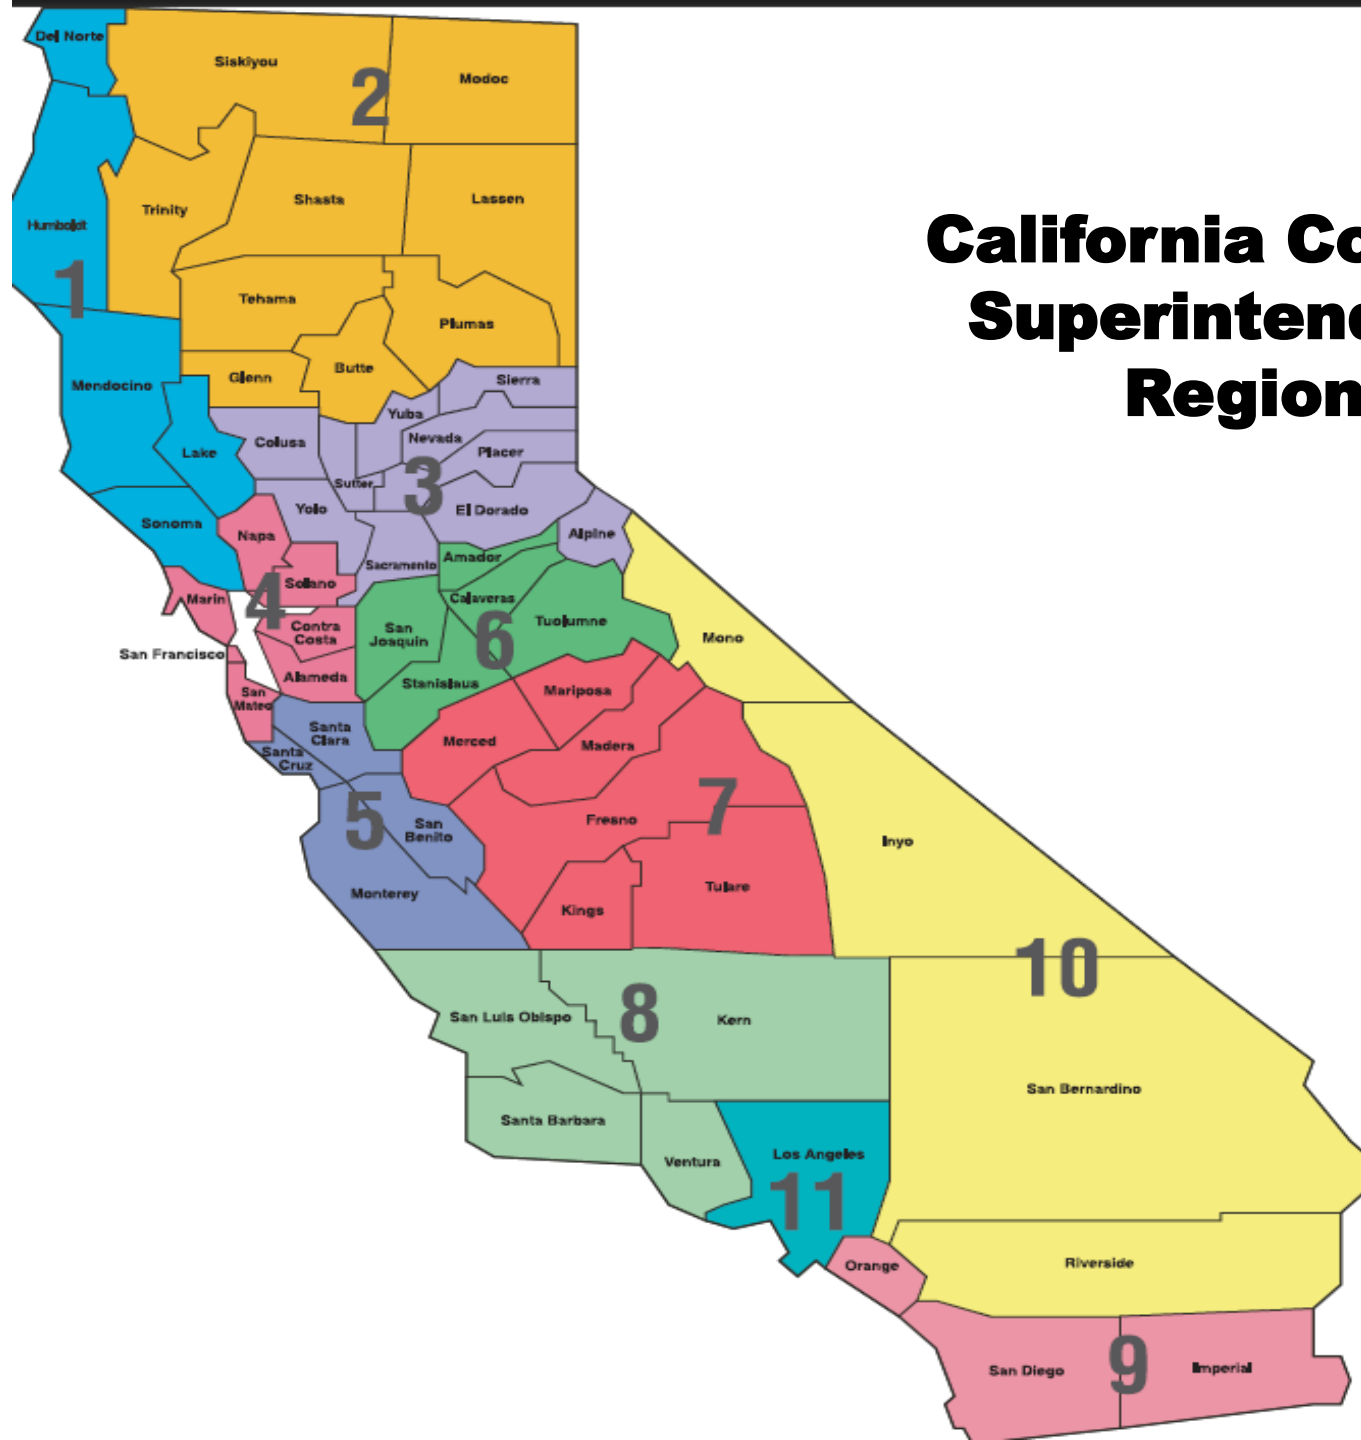 Del Norte
Siskiyou
2
Modoc
Trinity
Shasta
Lassen
Humboldt
1
California Co
Superintend
Region
Tehama
Plumas
Mendocino
Glenn
Butte
Sierra
Yuba
Nevada
Colusa
Lake
Placer
Sutter
3
Yolo
El Dorado
Sonoma
Napa
Alpine
Amador
Sacramento
Solano
4
Marin
Calaveras
Contra
Costa
San
Joaquin
6
Tuolumne
Mono
San Francisco
Alameda
Stanislaus
San
Mateo
Mariposa
Santa
Clara
Merced
Madera
Santa
Cruz
5
San
Benito
7
Fresno
Inyo
Monterey
Tulare
Kings
10
San Luis Obispo
8
Kern
San Bernardino
Santa Barbara
Ventura
Los Angeles
11
Orange
Riverside
San Diego
9
Imperial